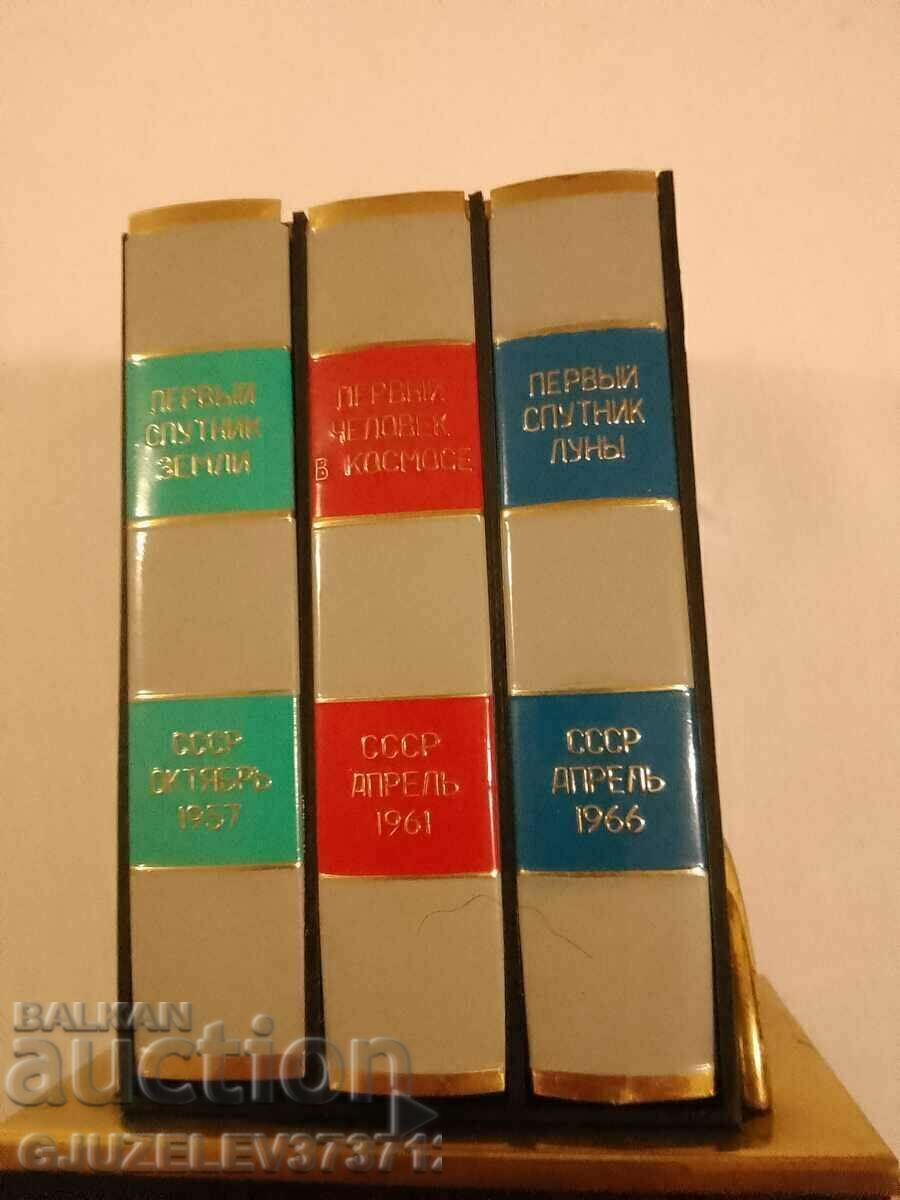 ПЕРВЫЙ
СПУТНИК
ЗЕМЛИ
СССР
ОКТЯБРЬ
1957
ПЕРВЫЙ
ЧЕЛОВЕК
В КОСМОСЕ
СССР
АПРЕЛЬ
1961
ПЕРВЫЙ
СПУТНИК
ЛУНЫ
СССР
АПРЕЛЬ
1966
BALKAN
auction
GJUZELEV373712